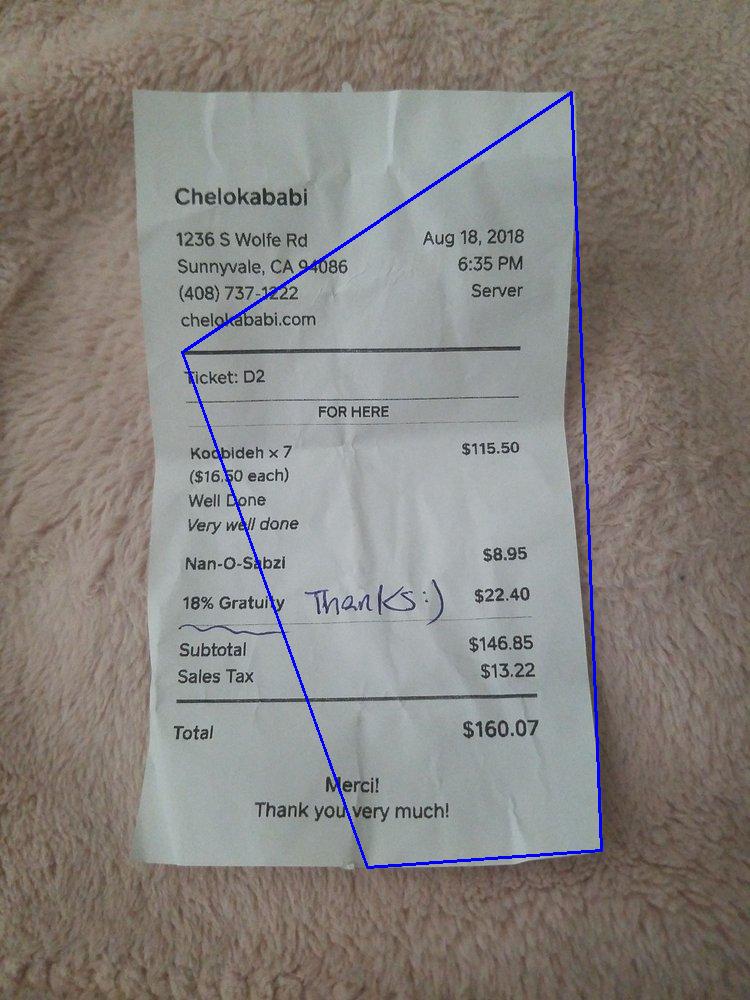 Chelokababi
1236 S Wolfe Rd Aug 18, 2018
Sunnyvale, CA 94086 6:35 PM
(408) 737-1222 Server
chelokababi.com
Ticket: D2
FOR HERE
Koobideh x 7 $115.50
($16.50 each)
Well Done
Very well done
Nan-O-Sabzi $8.95
18% Gratuity Thanks:) $22.40
Subtotal $146.85
Sales Tax $13.22
Total $160.07
Merci!
Thank you very much!